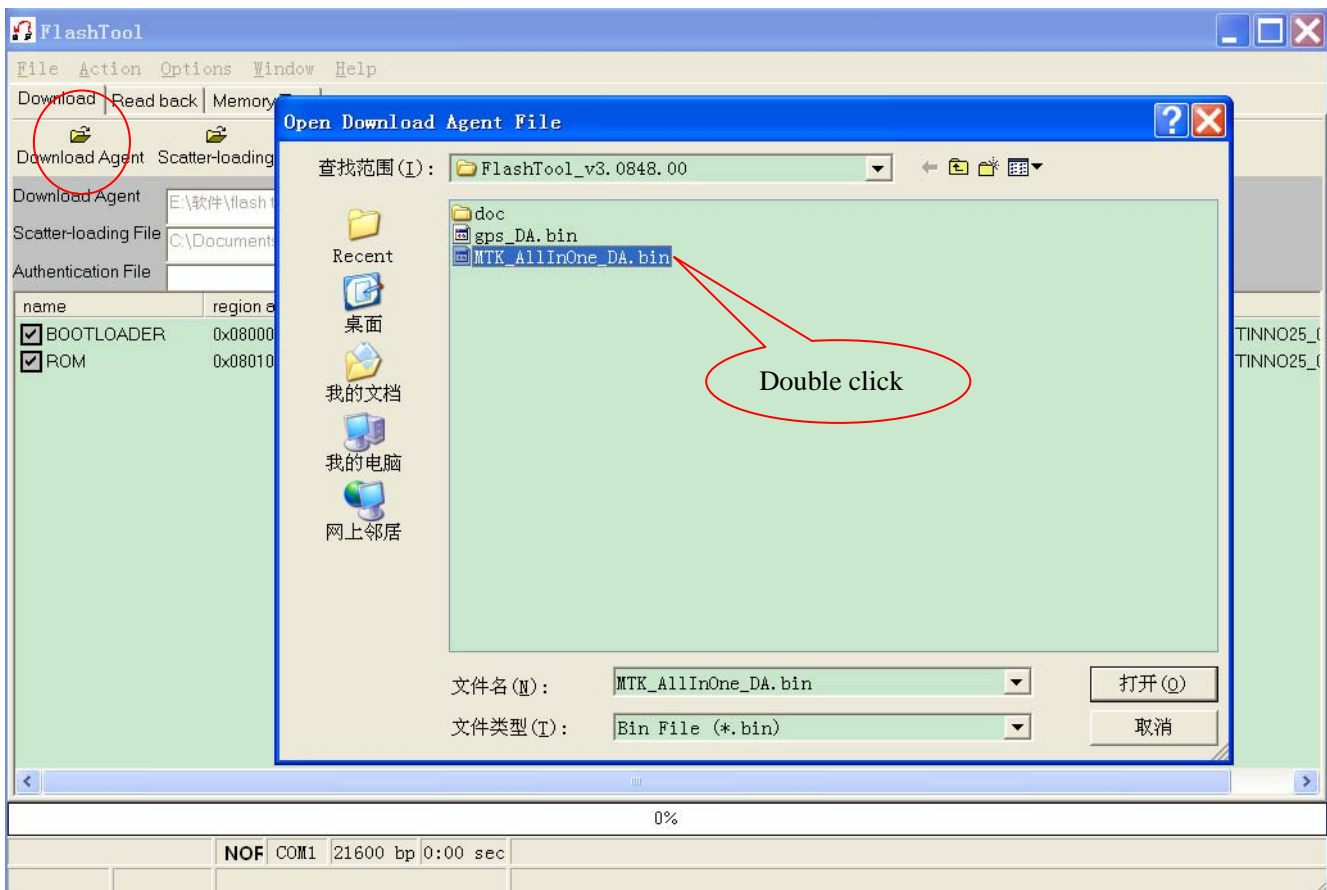 FlashTool
File Action Options Window Help
Download Read back Memory
Download Agent Scatter-loading
Download Agent E:\软件\flash t
Scatter-loading File C:\Documents
Authentication File
name region a
BOOTLOADER 0x08000 TINNO25_
ROM 0x08010 TINNO25_
Open Download Agent File
查找范围(I): FlashTool_v3.0848.00
doc
gps_DA.bin
MTK_AllInOne_DA.bin
Recent
桌面
我的文档
我的电脑
网上邻居
Double click
文件名(N): MTK_AllInOne_DA.bin 打开(O)
文件类型(T): Bin File (*.bin) 取消
0%
NOR COM1 21600 bp 0:00 sec